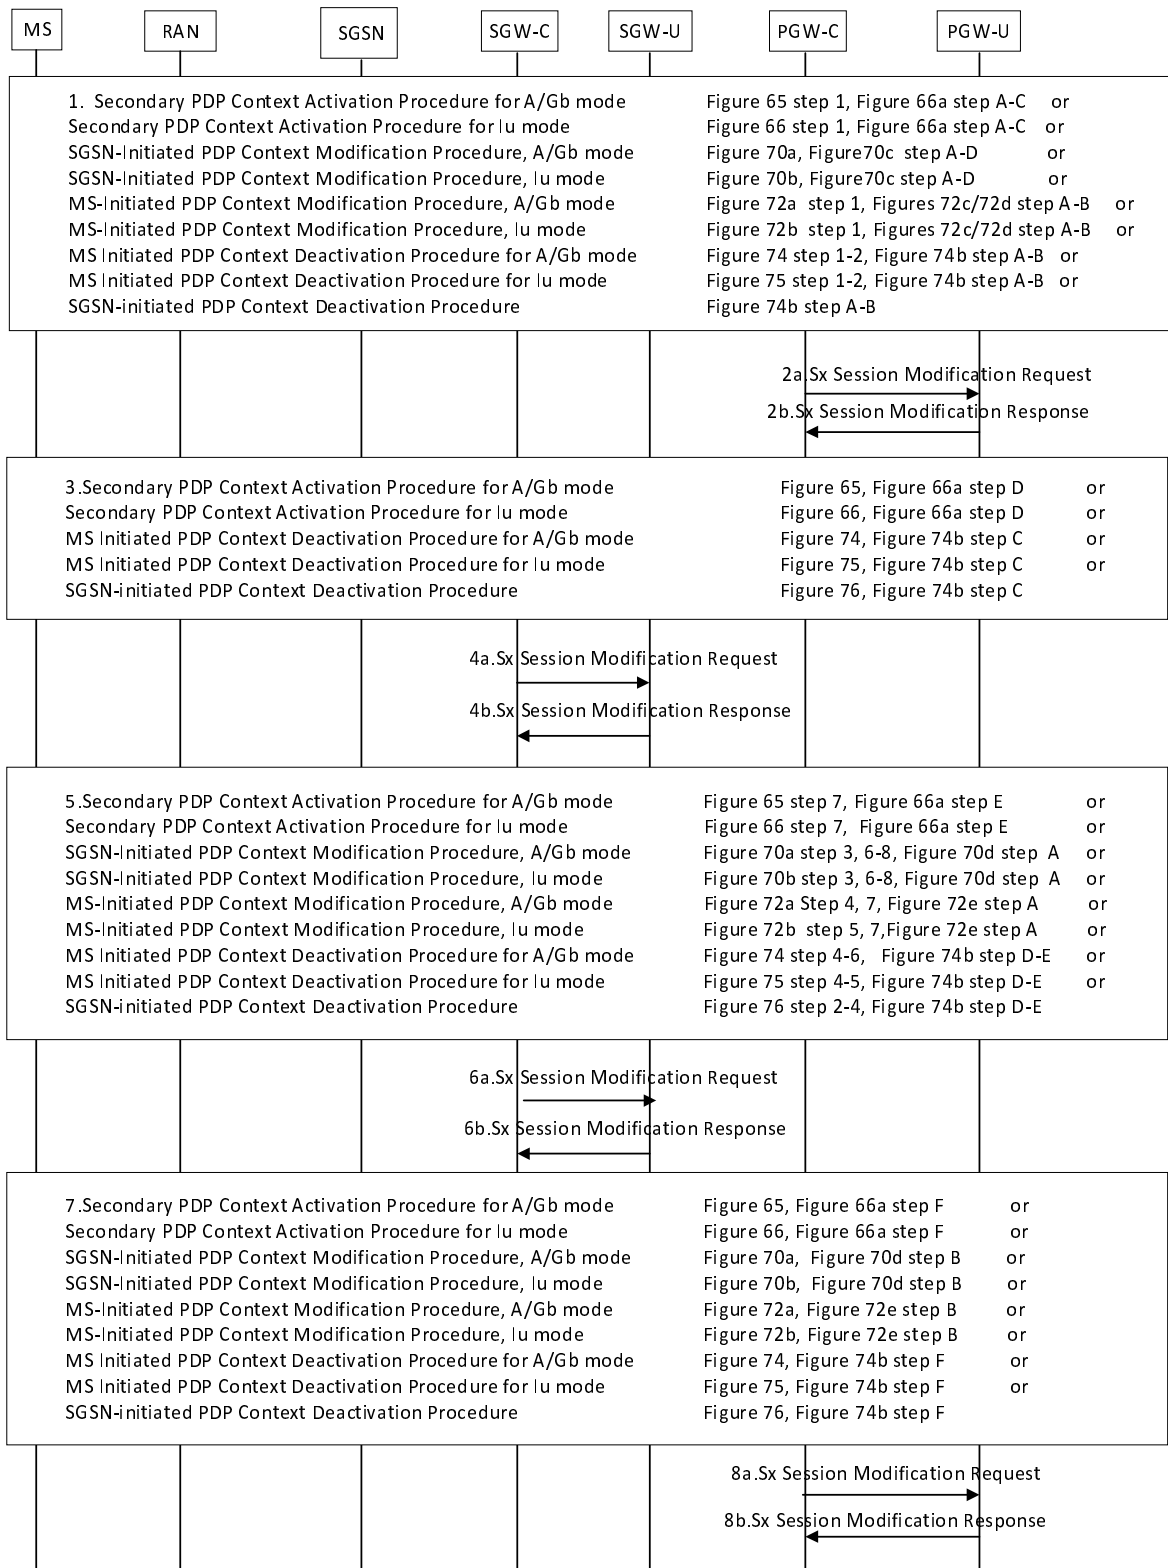 MS RAN SGSN SGW-C SGW-U PGW-C PGW-U
1. Secondary PDP Context Activation Procedure for A/Gb mode Figure 65 step 1, Figure 66a step A-C or
Secondary PDP Context Activation Procedure for Iu mode Figure 66 step 1, Figure 66a step A-C or
SGSN-Initiated PDP Context Modification Procedure, A/Gb mode Figure 70a, Figure70c step A-D or
SGSN-Initiated PDP Context Modification Procedure, Iu mode Figure 70b, Figure70c step A-D or
MS-Initiated PDP Context Modification Procedure, A/Gb mode Figure 72a step 1, Figures 72c/72d step A-B or
MS-Initiated PDP Context Modification Procedure, Iu mode Figure 72b step 1, Figures 72c/72d step A-B or
MS Initiated PDP Context Deactivation Procedure for A/Gb mode Figure 74 step 1-2, Figure 74b step A-B or
MS Initiated PDP Context Deactivation Procedure for Iu mode Figure 75 step 1-2, Figure 74b step A-B or
SGSN-initiated PDP Context Deactivation Procedure Figure 74b step A-B
2a.Sx Session Modification Request
2b.Sx Session Modification Response
3.Secondary PDP Context Activation Procedure for A/Gb mode Figure 65, Figure 66a step D or
Secondary PDP Context Activation Procedure for Iu mode Figure 66, Figure 66a step D or
MS Initiated PDP Context Deactivation Procedure for A/Gb mode Figure 74, Figure 74b step C or
MS Initiated PDP Context Deactivation Procedure for Iu mode Figure 75, Figure 74b step C or
SGSN-initiated PDP Context Deactivation Procedure Figure 76, Figure 74b step C
4a.Sx Session Modification Request
4b.Sx Session Modification Response
5.Secondary PDP Context Activation Procedure for A/Gb mode Figure 65 step 7, Figure 66a step E or
Secondary PDP Context Activation Procedure for Iu mode Figure 66 step 7, Figure 66a step E or
SGSN-Initiated PDP Context Modification Procedure, A/Gb mode Figure 70a step 3, 6-8, Figure 70d step A or
SGSN-Initiated PDP Context Modification Procedure, Iu mode Figure 70b step 3, 6-8, Figure 70d step A or
MS-Initiated PDP Context Modification Procedure, A/Gb mode Figure 72a Step 4, 7, Figure 72e step A or
MS-Initiated PDP Context Modification Procedure, Iu mode Figure 72b step 5, 7,Figure 72e step A or
MS Initiated PDP Context Deactivation Procedure for A/Gb mode Figure 74 step 4-6, Figure 74b step D-E or
MS Initiated PDP Context Deactivation Procedure for Iu mode Figure 75 step 4-5, Figure 74b step D-E or
SGSN-initiated PDP Context Deactivation Procedure Figure 76 step 2-4, Figure 74b step D-E
6a.Sx Session Modification Request
6b.Sx Session Modification Response
7.Secondary PDP Context Activation Procedure for A/Gb mode Figure 65, Figure 66a step F or
Secondary PDP Context Activation Procedure for Iu mode Figure 66, Figure 66a step F or
SGSN-Initiated PDP Context Modification Procedure, A/Gb mode Figure 70a, Figure 70d step B or
SGSN-Initiated PDP Context Modification Procedure, Iu mode Figure 70b, Figure 70d step B or
MS-Initiated PDP Context Modification Procedure, A/Gb mode Figure 72a, Figure 72e step B or
MS-Initiated PDP Context Modification Procedure, Iu mode Figure 72b, Figure 72e step B or
MS Initiated PDP Context Deactivation Procedure for A/Gb mode Figure 74, Figure 74b step F or
MS Initiated PDP Context Deactivation Procedure for Iu mode Figure 75, Figure 74b step F or
SGSN-initiated PDP Context Deactivation Procedure Figure 76, Figure 74b step F
8a.Sx Session Modification Request
8b.Sx Session Modification Response